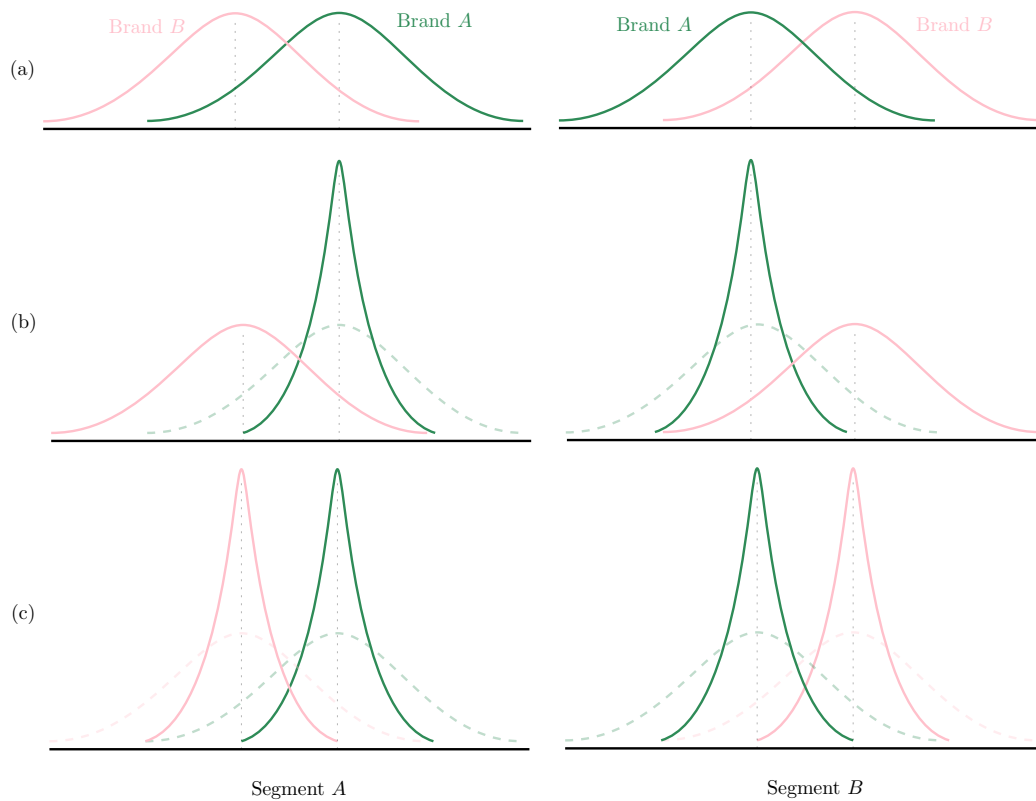 Brand B
Brand A
Brand A
Brand B
(a)
(b)
(c)
Segment A
Segment B